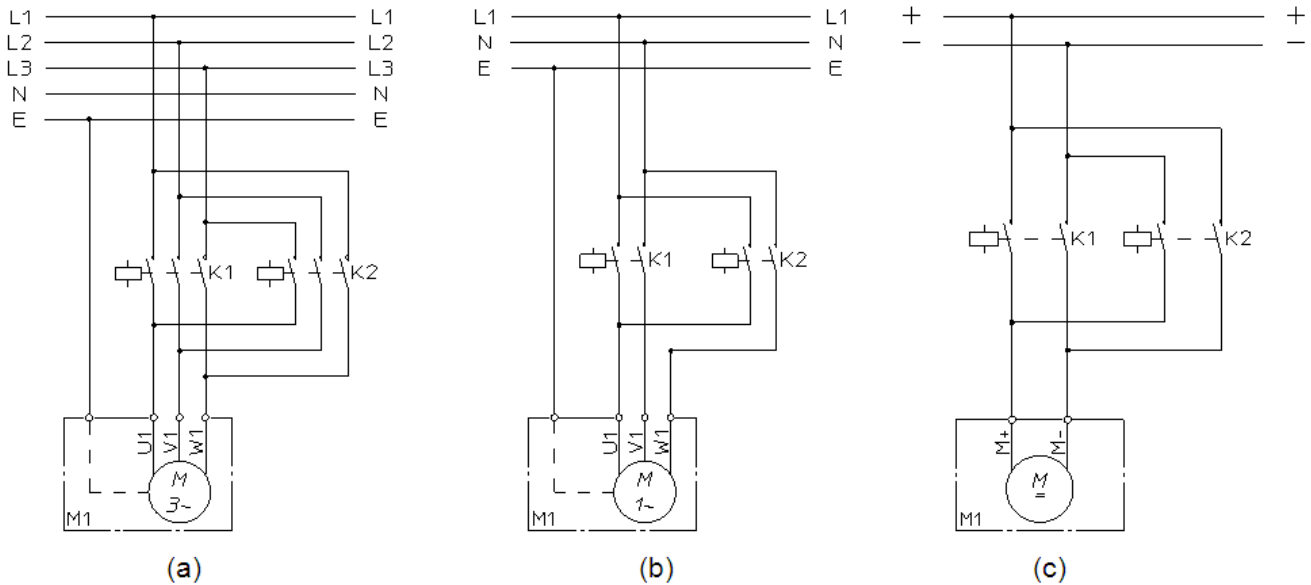 L1 L1 L1 L1 + +
L2 L2 N N − −
L3 L3 E E
N N
E E
K1 K2 K1 K2 K1 K2
U1 V1 W1 U1 V1 W1 M+ M-
M M M
3~ 1~ =
M1 M1 M1
(a) (b) (c)